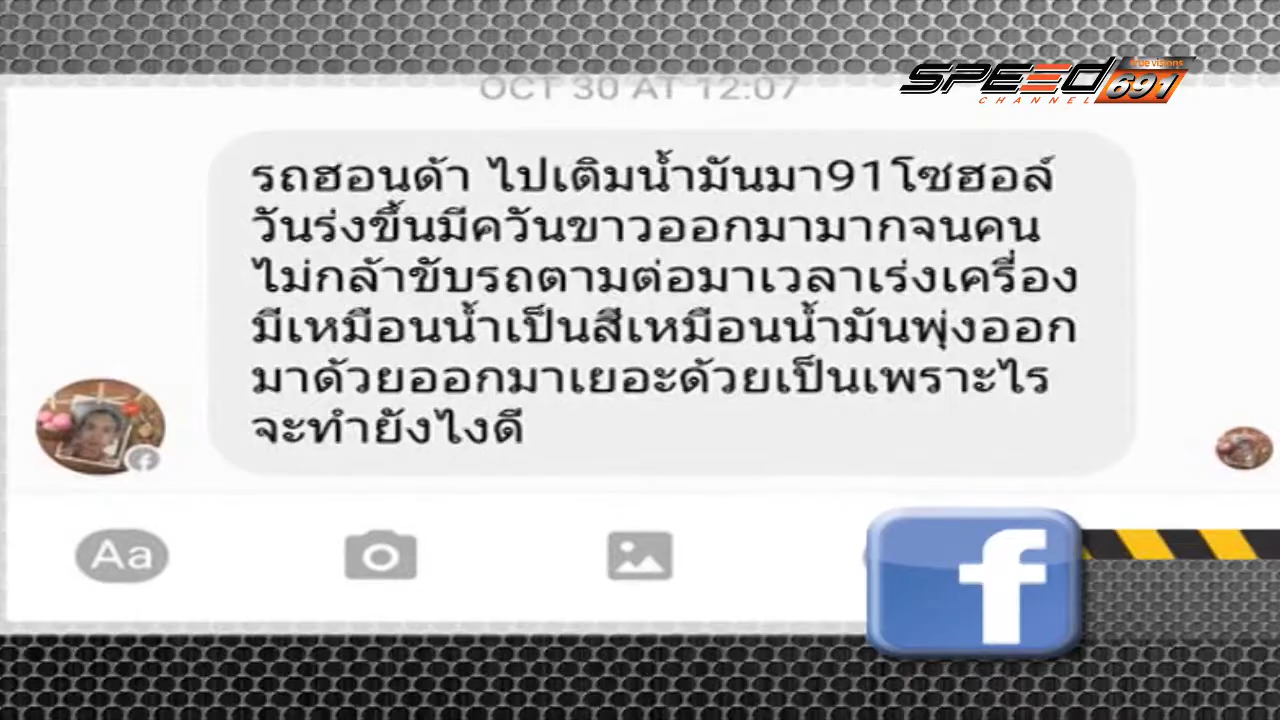 SPEED
true visions
CHANNEL
691
OCT 30 AT 12:07
รถฮอนด้า ไปเติมน้ำมันมา91โซฮอล์
วันร่งขึ้นมีควันขาวออกมามากจนคน
ไม่กล้าขับรถตามต่อมาเวลาเร่งเครื่อง
มีเหมือนน้ำเป็นสีเหมือนน้ำมันพุ่งออก
มาด้วยออกมาเยอะด้วยเป็นเพราะไร
จะทำยังไงดี
Aa
f